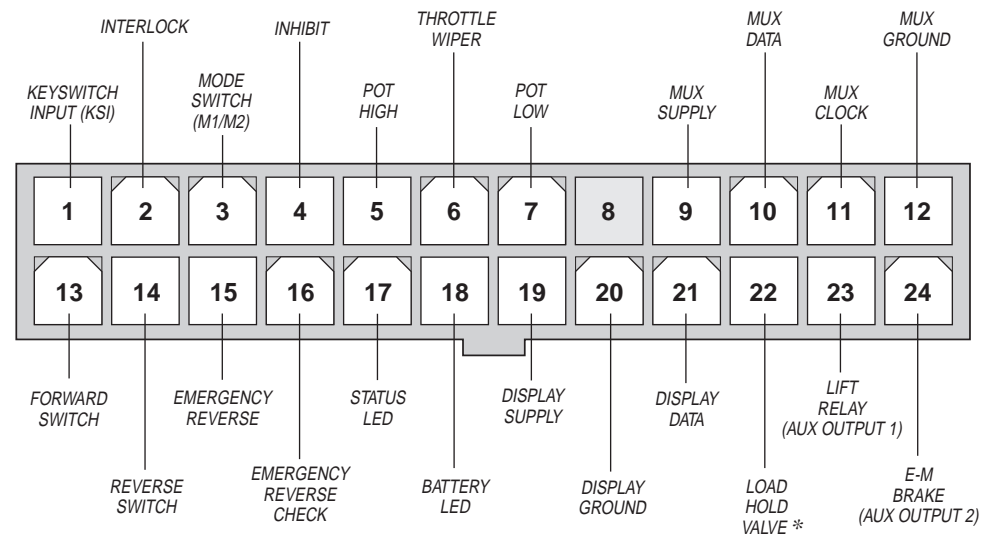 INTERLOCK
INHIBIT
THROTTLE
WIPER
MUX
DATA
MUX
GROUND
KEYSWITCH
INPUT (KSI)
MODE
SWITCH
(M1/M2)
POT
HIGH
POT
LOW
MUX
SUPPLY
MUX
CLOCK
1 2 3 4 5 6 7 8 9 10 11 12
13 14 15 16 17 18 19 20 21 22 23 24
FORWARD
SWITCH
EMERGENCY
REVERSE
STATUS
LED
DISPLAY
SUPPLY
DISPLAY
DATA
LIFT
RELAY
(AUX OUTPUT 1)
REVERSE
SWITCH
EMERGENCY
REVERSE
CHECK
BATTERY
LED
DISPLAY
GROUND
LOAD
HOLD
VALVE *
E-M
BRAKE
(AUX OUTPUT 2)